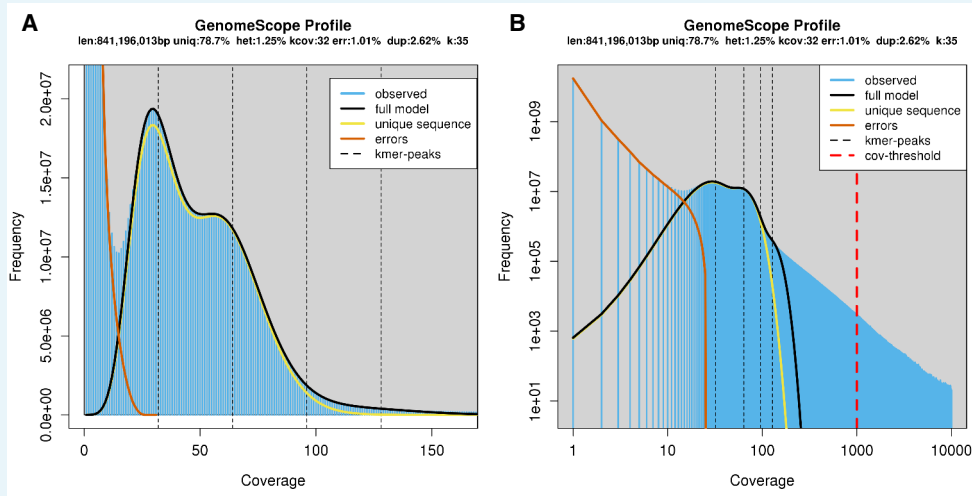 A
GenomeScope Profile
len:841,196,013bp uniq:78.7% het:1.25% kcov:32 err:1.01% dup:2.62% k:35
observed
full model
unique sequence
errors
kmer-peaks
Frequency
2.0e+07
1.5e+07
1.0e+07
5.0e+06
0.0e+00
0
50
100
150
Coverage
B
GenomeScope Profile
len:841,196,013bp uniq:78.7% het:1.25% kcov:32 err:1.01% dup:2.62% k:35
observed
full model
unique sequence
errors
kmer-peaks
cov-threshold
Frequency
1e+09
1e+07
1e+05
1e+03
1e+01
1
10
100
1000
10000
Coverage